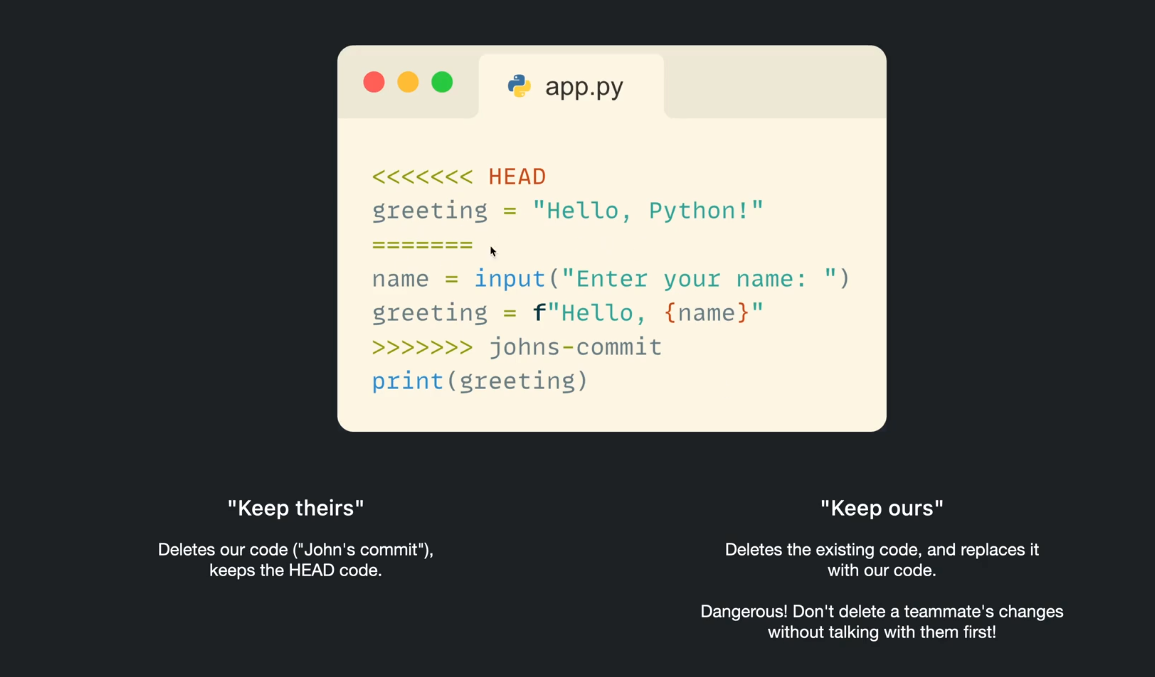 app.py
<<<<<<< HEAD
greeting = "Hello, Python!"
=======
name = input("Enter your name: ")
greeting = f"Hello, {name}"
>>>>>>> johns-commit
print(greeting)
"Keep theirs"
Deletes our code ("John's commit"),
keeps the HEAD code.
"Keep ours"
Deletes the existing code, and replaces it
with our code.
Dangerous! Don't delete a teammate's changes
without talking with them first!